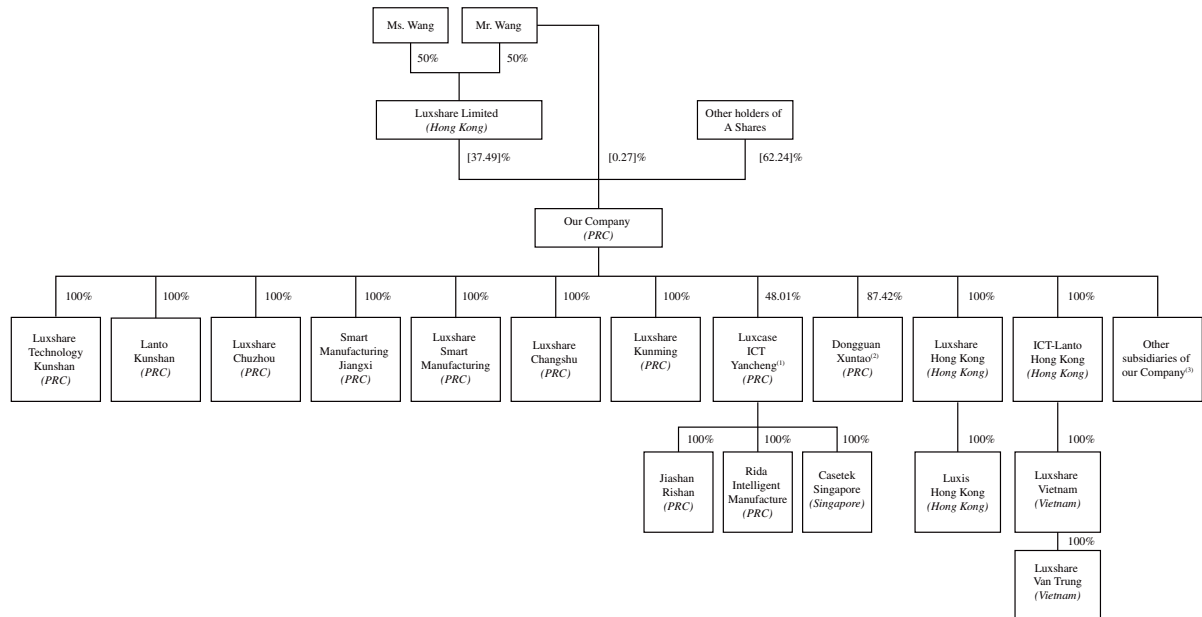 Ms. Wang
Mr. Wang
50%
50%
Luxshare Limited
(Hong Kong)
Other holders of
A Shares
[37.49]%
[0.27]%
[62.24]%
Our Company
(PRC)
100%
100%
100%
100%
100%
100%
100%
48.01%
87.42%
100%
100%
Luxshare
Technology
Kunshan
(PRC)
Lanto
Kunshan
(PRC)
Luxshare
Chuzhou
(PRC)
Smart
Manufacturing
Jiangxi
(PRC)
Luxshare
Smart
Manufacturing
(PRC)
Luxshare
Changshu
(PRC)
Luxshare
Kunming
(PRC)
Luxcase
ICT
Yancheng(1)
(PRC)
Dongguan
Xuntao(2)
(PRC)
Luxshare
Hong Kong
(Hong Kong)
ICT-Lanto
Hong Kong
(Hong Kong)
Other
subsidiaries of
our Company(3)
100%
100%
100%
100%
100%
Jiashan
Rishan
(PRC)
Rida
Intelligent
Manufacture
(PRC)
Casetek
Singapore
(Singapore)
Luxis
Hong Kong
(Hong Kong)
Luxshare
Vietnam
(Vietnam)
100%
Luxshare
Van Trung
(Vietnam)